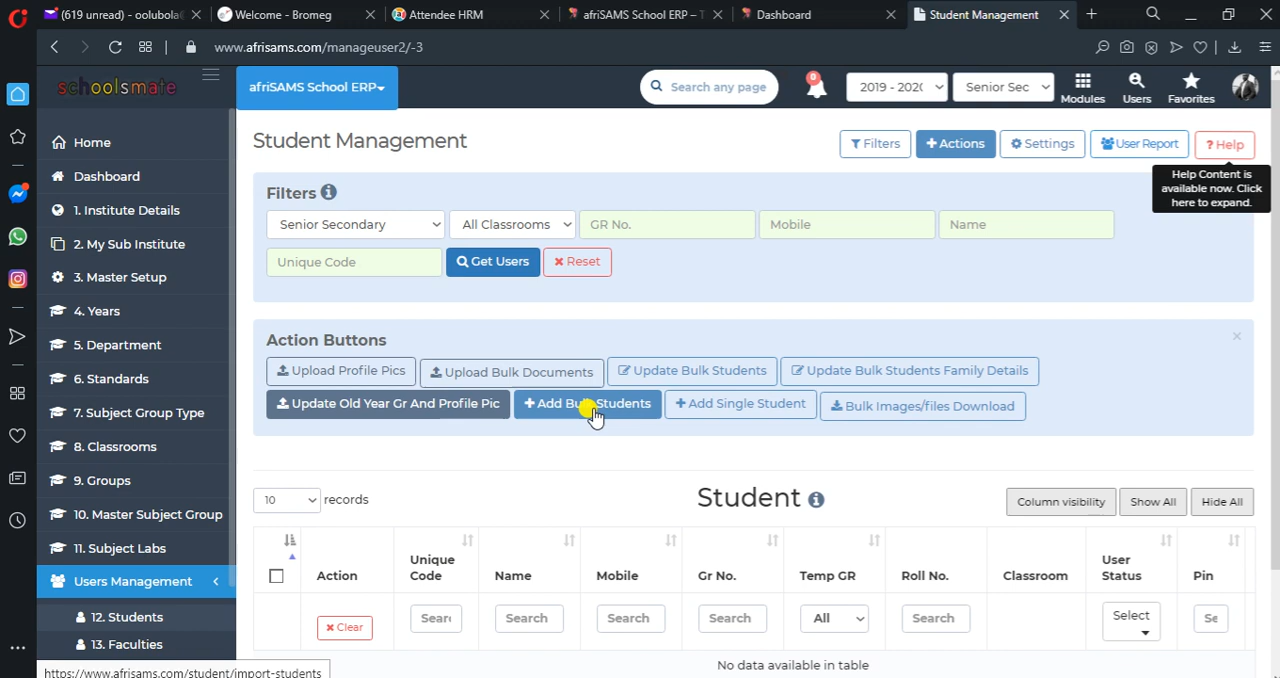 (619 unread) - oolubola
Welcome - Bromeg
Attendee HRM
afriSAMS School ERP – T
Dashboard
Student Management
www.afrisams.com/manageuser2/-3
schoolsmate
afriSAMS School ERP
Search any page
0
2019 - 202(
Senior Sec
Modules
Users
Favorites
Home
Dashboard
1. Institute Details
2. My Sub Institute
3. Master Setup
4. Years
5. Department
6. Standards
7. Subject Group Type
8. Classrooms
9. Groups
10. Master Subject Group
11. Subject Labs
Users Management
12. Students
13. Faculties
Student Management
Filters
+Actions
Settings
User Report
? Help
Help Content is
available now. Click
here to expand.
Filters
Senior Secondary
All Classrooms
GR No.
Mobile
Name
Unique Code
Get Users
Reset
Action Buttons
Upload Profile Pics
Upload Bulk Documents
Update Bulk Students
Update Bulk Students Family Details
Update Old Year Gr And Profile Pic
+ Add Bulk Students
+ Add Single Student
Bulk Images/files Download
10 records
Student
Column visibility
Show All
Hide All
Action
Unique
Code
Name
Mobile
Gr No.
Temp GR
Roll No.
Classroom
User
Status
Pin
Clear
Search
Search
Search
All
Search
Select
Se
No data available in table
https://www.afrisams.com/student/import-students